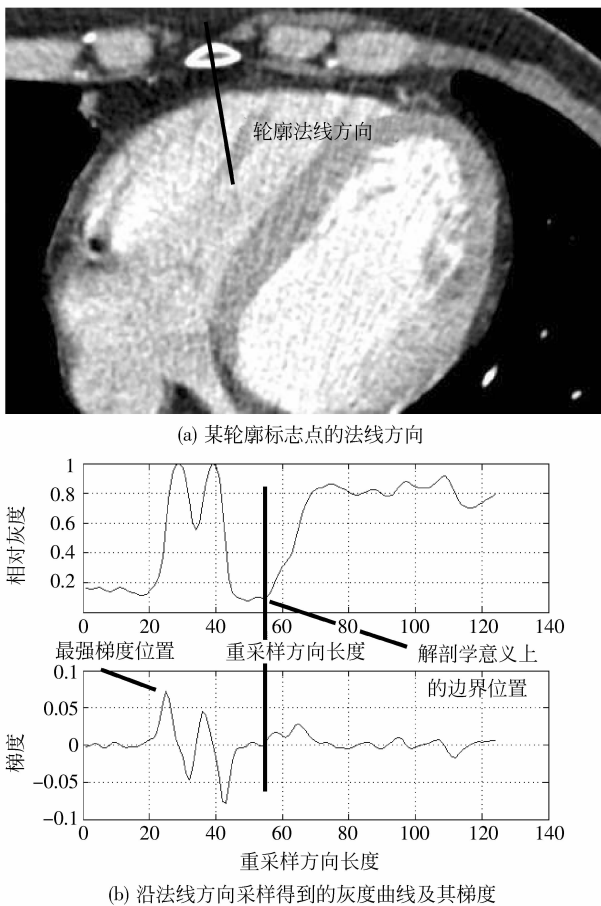 轮廓法线方向
(a) 某轮廓标志点的法线方向
1
0.8
0.6
0.4
0.2
相对灰度
0 20 40 60 80 100 120 140
最强梯度位置
重采样方向长度
解剖学意义上
的边界位置
0.1
0.05
0
−0.05
−0.1
梯度
0 20 40 60 80 100 120 140
重采样方向长度
(b) 沿法线方向采样得到的灰度曲线及其梯度